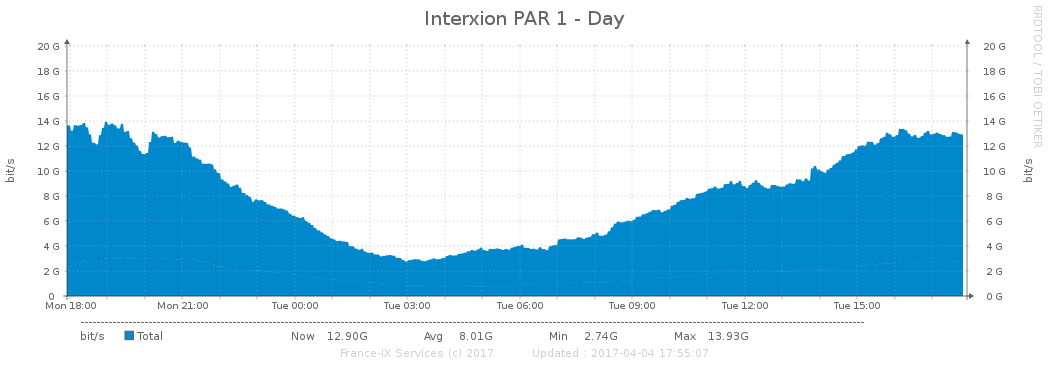 Interxion PAR 1 - Day
RRDTOOL / TOBI OETIKER
20 G 20 G
18 G 18 G
16 G 16 G
14 G 14 G
12 G 12 G
10 G 10 G
8 G 8 G
6 G 6 G
4 G 4 G
2 G 2 G
0 0 G
bit/s
bit/s
Mon 18:00 Mon 21:00 Tue 00:00 Tue 03:00 Tue 06:00 Tue 09:00 Tue 12:00 Tue 15:00
bit/s Total Now 12.90G Avg 8.01G Min 2.74G Max 13.93G
France-IX Services (c) 2017 Updated : 2017-04-04 17:55:07